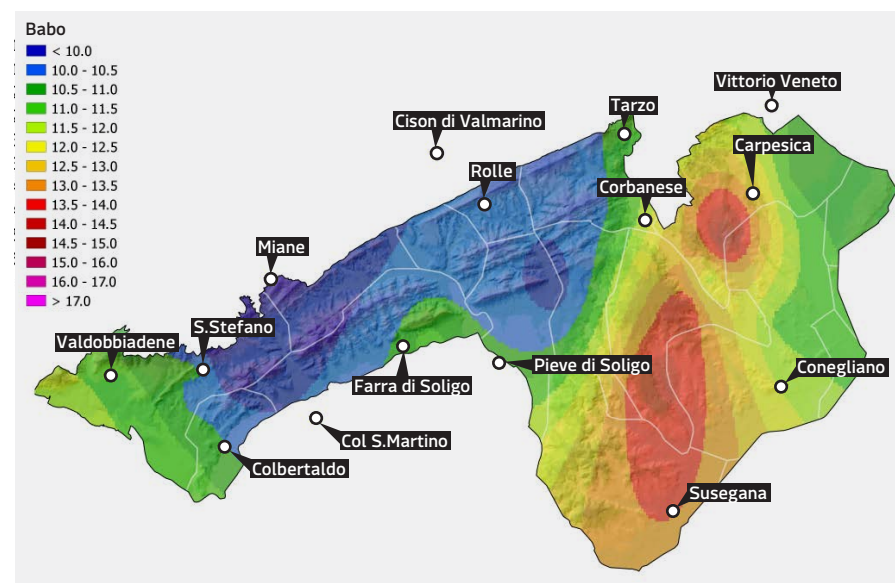 Babo
< 10.0
10.0 - 10.5
10.5 - 11.0
11.0 - 11.5
11.5 - 12.0
12.0 - 12.5
12.5 - 13.0
13.0 - 13.5
13.5 - 14.0
14.0 - 14.5
14.5 - 15.0
15.0 - 16.0
16.0 - 17.0
> 17.0
Vittorio Veneto
Tarzo
Cison di Valmarino
Carpesica
Rolle
Corbanese
Miane
S.Stefano
Valdobbiadene
Pieve di Soligo
Conegliano
Farra di Soligo
Col S.Martino
Colbertaldo
Susegana